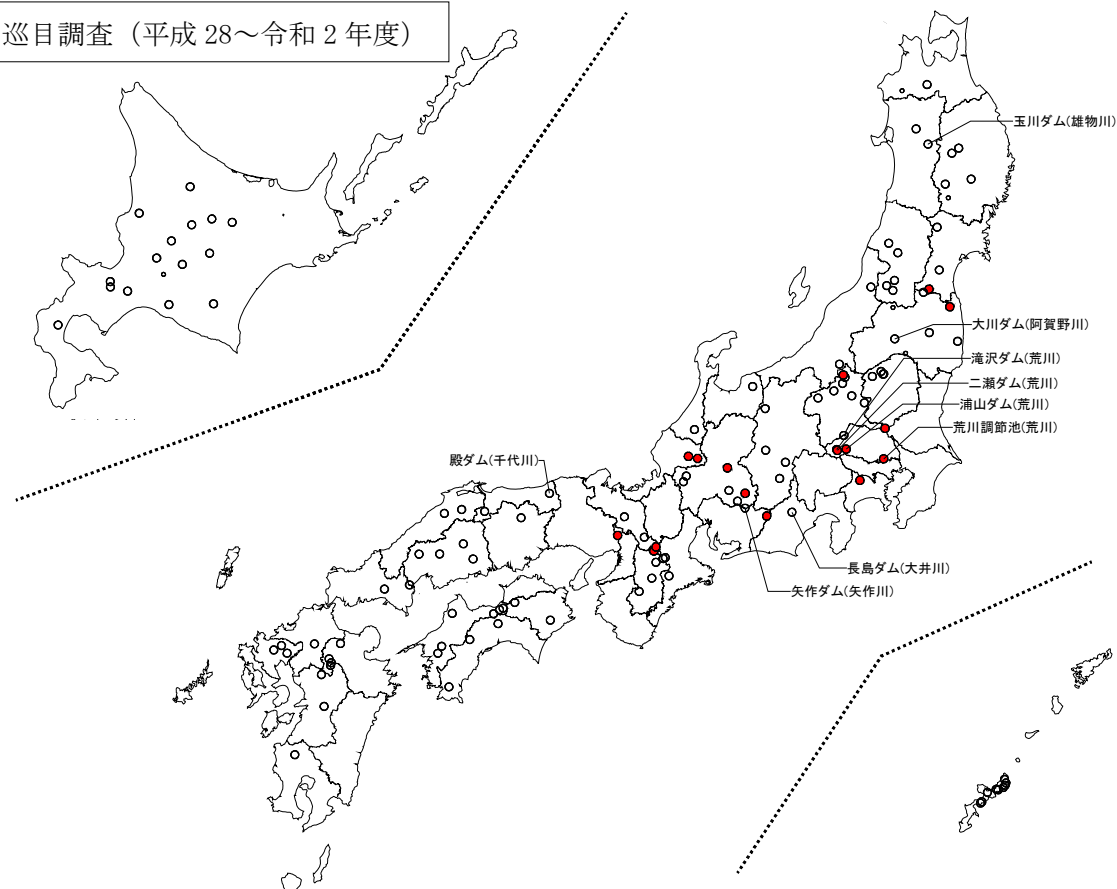 巡目調査（平成 28～令和 2 年度）
玉川ダム(雄物川)
大川ダム(阿賀野川)
滝沢ダム(荒川)
二瀬ダム(荒川)
浦山ダム(荒川)
荒川調節池(荒川)
殿ダム(千代川)
長島ダム(大井川)
矢作ダム(矢作川)